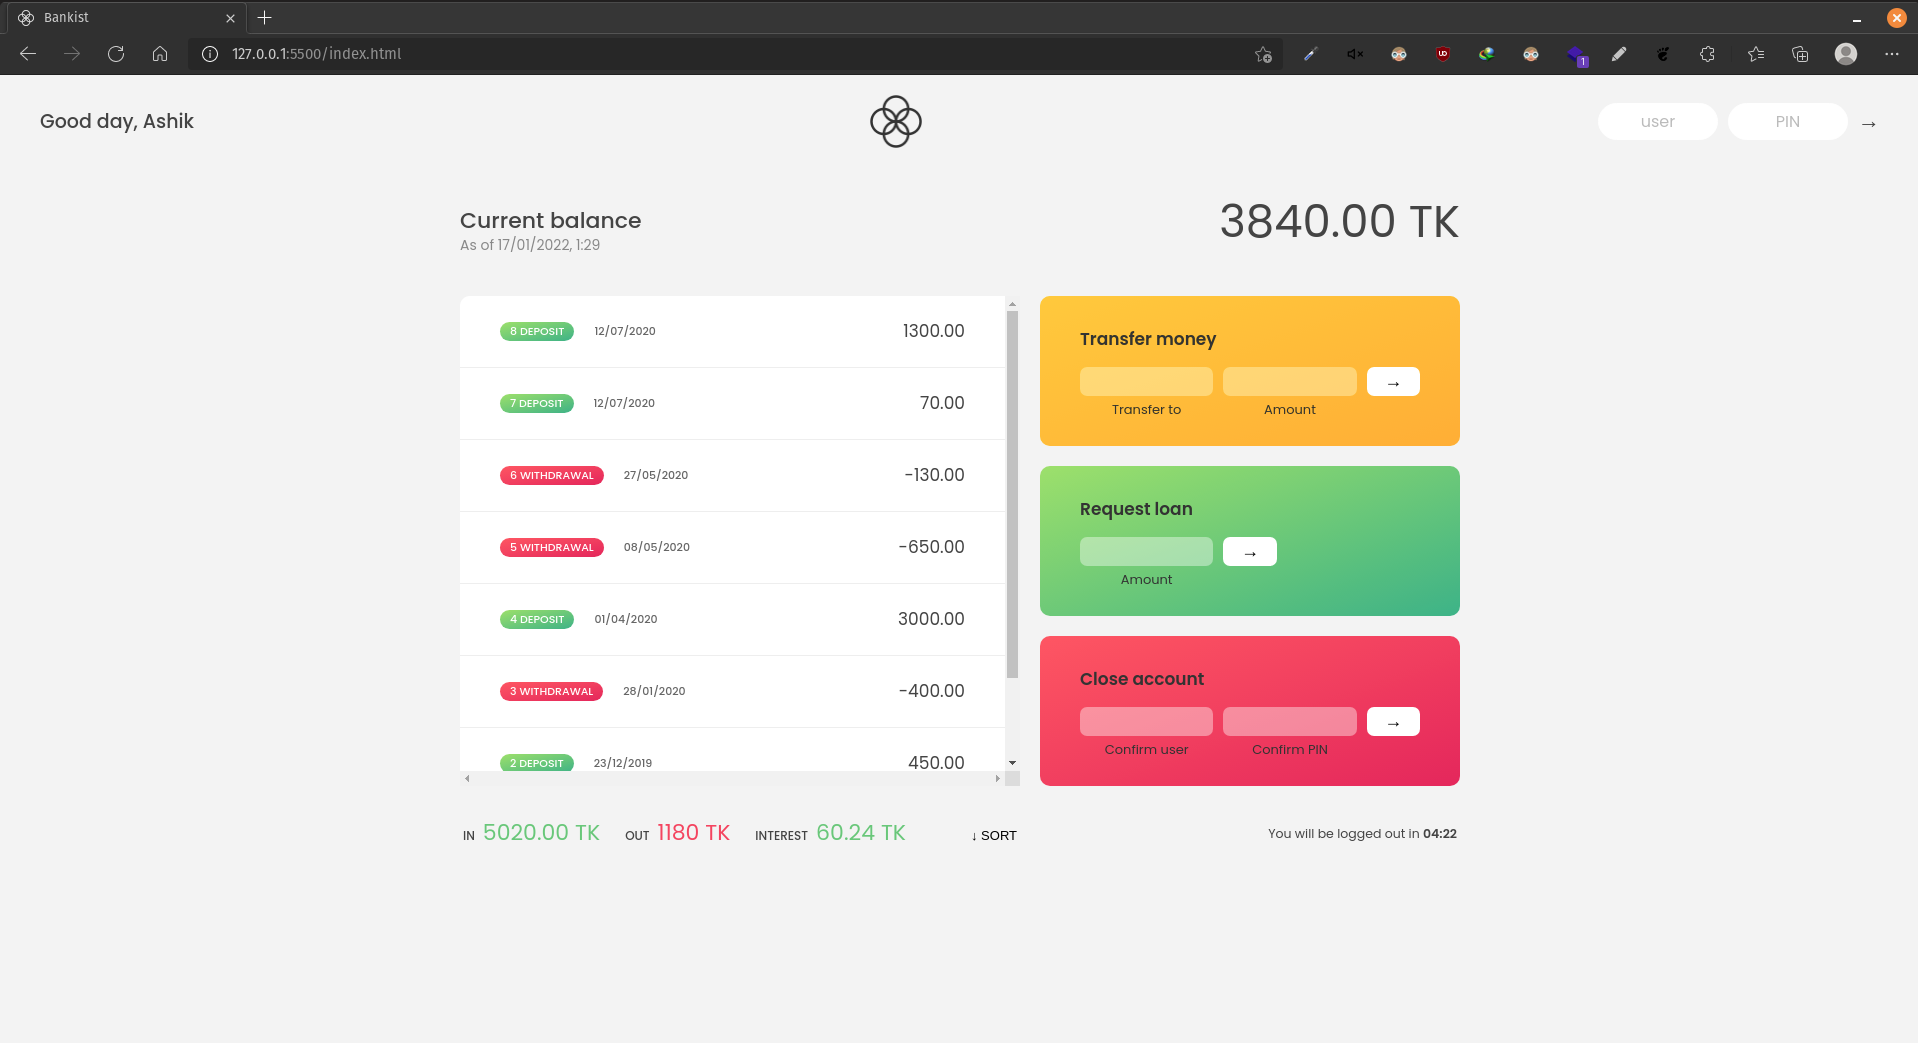 Bankist
127.0.0.1:5500/index.html
UD
1
Good day, Ashik
user
PIN
→
Current balance
3840.00 TK
As of 17/01/2022, 1:29
8 DEPOSIT 12/07/2020 1300.00
7 DEPOSIT 12/07/2020 70.00
6 WITHDRAWAL 27/05/2020 -130.00
5 WITHDRAWAL 08/05/2020 -650.00
4 DEPOSIT 01/04/2020 3000.00
3 WITHDRAWAL 28/01/2020 -400.00
2 DEPOSIT 23/12/2019 450.00
Transfer money
→
Transfer to Amount
Request loan
→
Amount
Close account
→
Confirm user Confirm PIN
IN 5020.00 TK OUT 1180 TK INTEREST 60.24 TK ↓ SORT
You will be logged out in 04:22